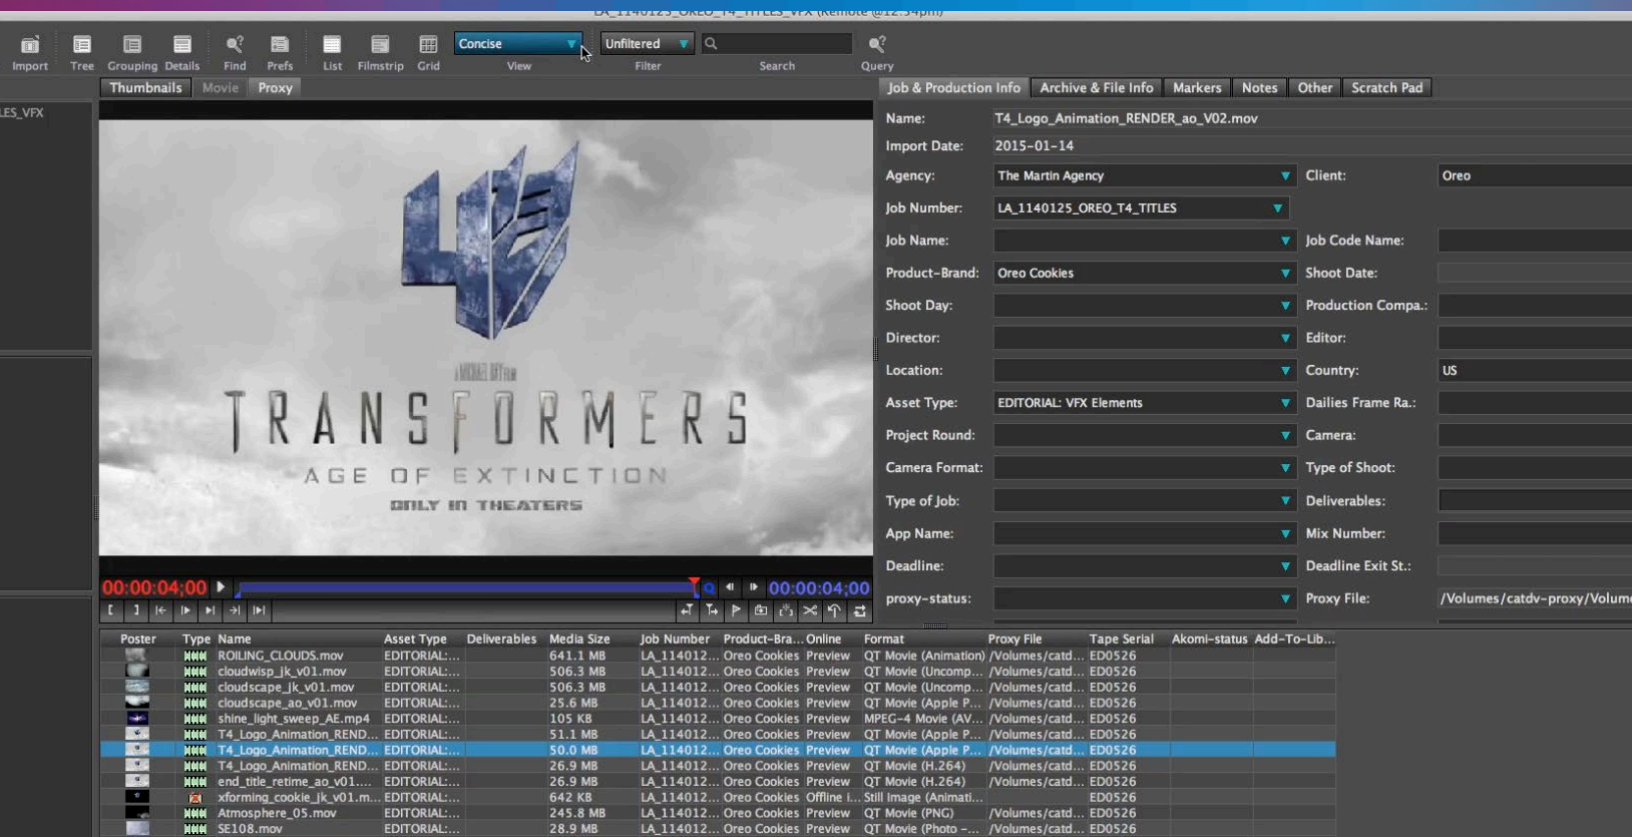 LA_1140125_OREO_T4_TITLES_VFX (Remote @12:34pm)
Import Tree Grouping Details Find Prefs List Filmstrip Grid Concise View Unfiltered Filter Search Query
Thumbnails Movie Proxy
Job & Production Info Archive & File Info Markers Notes Other Scratch Pad
LES_VFX
Name: T4_Logo_Animation_RENDER_ao_V02.mov
Import Date: 2015-01-14
Agency: The Martin Agency Client: Oreo
Job Number: LA_1140125_OREO_T4_TITLES
Job Name: Job Code Name:
Product-Brand: Oreo Cookies Shoot Date:
Shoot Day: Production Compa.:
Director: Editor:
Location: Country: US
Asset Type: EDITORIAL: VFX Elements Dailies Frame Ra.:
Project Round: Camera:
Camera Format: Type of Shoot:
Type of Job: Deliverables:
App Name: Mix Number:
Deadline: Deadline Exit St.:
proxy-status: Proxy File: /Volumes/catdv-proxy/Volume
4
A MICHAEL BAY FILM
TRANSFORMERS
AGE OF EXTINCTION
ONLY IN THEATERS
00:00:04;00 00:00:04;00
Poster Type Name Asset Type Deliverables Media Size Job Number Product-Bra... Online Format Proxy File Tape Serial Akomi-status Add-To-Lib...
ROILING_CLOUDS.mov EDITORIAL:... 641.1 MB LA_114012... Oreo Cookies Preview QT Movie (Animation) /Volumes/catd... ED0526
cloudwisp_jk_v01.mov EDITORIAL:... 506.3 MB LA_114012... Oreo Cookies Preview QT Movie (Uncomp... /Volumes/catd... ED0526
cloudscape_jk_v01.mov EDITORIAL:... 506.3 MB LA_114012... Oreo Cookies Preview QT Movie (Uncomp... /Volumes/catd... ED0526
cloudscape_ao_v01.mov EDITORIAL:... 25.6 MB LA_114012... Oreo Cookies Preview QT Movie (Apple P... /Volumes/catd... ED0526
shine_light_sweep_AE.mp4 EDITORIAL:... 105 KB LA_114012... Oreo Cookies Preview MPEG-4 Movie (AV... /Volumes/catd... ED0526
T4_Logo_Animation_REND... EDITORIAL:... 51.1 MB LA_114012... Oreo Cookies Preview QT Movie (Apple P... /Volumes/catd... ED0526
T4_Logo_Animation_REND... EDITORIAL:... 50.0 MB LA_114012... Oreo Cookies Preview QT Movie (Apple P... /Volumes/catd... ED0526
T4_Logo_Animation_REND... EDITORIAL:... 26.9 MB LA_114012... Oreo Cookies Preview QT Movie (H.264) /Volumes/catd... ED0526
end_title_retime_ao_v01.... EDITORIAL:... 26.9 MB LA_114012... Oreo Cookies Preview QT Movie (H.264) /Volumes/catd... ED0526
xforming_cookie_jk_v01.m... EDITORIAL:... 642 KB LA_114012... Oreo Cookies Offline i... Still Image (Animati... ED0526
Atmosphere_05.mov EDITORIAL:... 245.8 MB LA_114012... Oreo Cookies Preview QT Movie (PNG) /Volumes/catd... ED0526
SE108.mov EDITORIAL:... 28.9 MB LA_114012... Oreo Cookies Preview QT Movie (Photo -... /Volumes/catd... ED0526